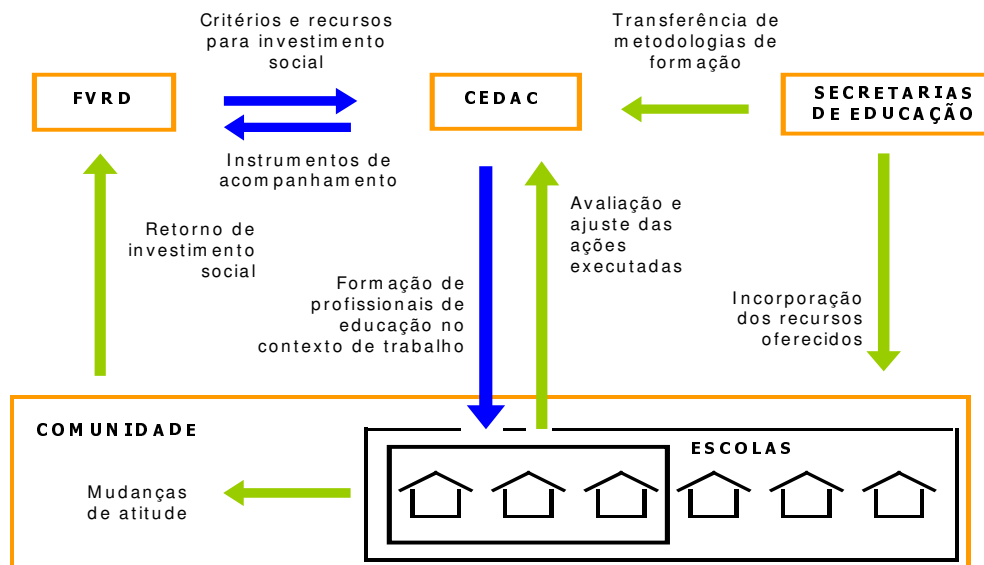 Critérios e recursos
para investimento
social
Transferência de
metodologias de
formação
FVRD
CEDAC
SECRETARIAS
DE EDUCAÇÃO
Instrumentos de
acompanhamento
Retorno de
investimento
social
Avaliação e
ajuste das
ações
executadas
Formação de
profissionais de
educação no
contexto de trabalho
Incorporação
dos recursos
oferecidos
COMUNIDADE
ESCOLAS
Mudanças
de atitude